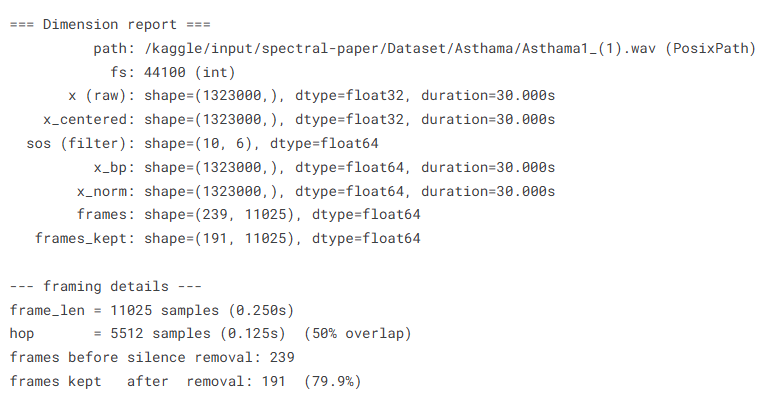 === Dimension report ===
path: /kaggle/input/spectral-paper/Dataset/Asthama/Asthama1_(1).wav (PosixPath)
fs: 44100 (int)
x (raw): shape=(1323000,), dtype=float32, duration=30.000s
x_centered: shape=(1323000,), dtype=float32, duration=30.000s
sos (filter): shape=(10, 6), dtype=float64
x_bp: shape=(1323000,), dtype=float64, duration=30.000s
x_norm: shape=(1323000,), dtype=float64, duration=30.000s
frames: shape=(239, 11025), dtype=float64
frames_kept: shape=(191, 11025), dtype=float64
--- framing details ---
frame_len = 11025 samples (0.250s)
hop       = 5512 samples (0.125s)  (50% overlap)
frames before silence removal: 239
frames kept   after  removal: 191  (79.9%)